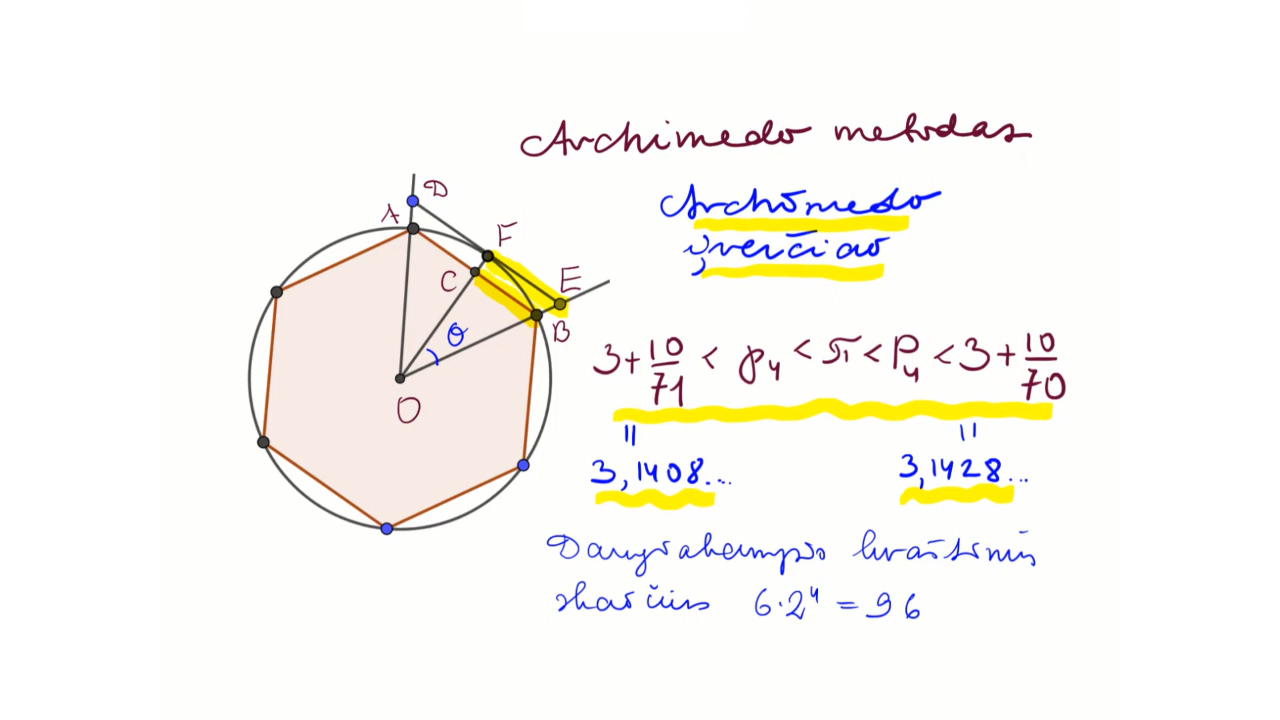 Archimedo metodas
Archimedo
įverčiai
D
A
F
C
E
θ
B
O
3+10/71 < p₄ < π < P₄ < 3+10/70
|| ||
3,1408... 3,1428...
Daugiakampio kraštinių
skaičius 6·2⁴ = 96